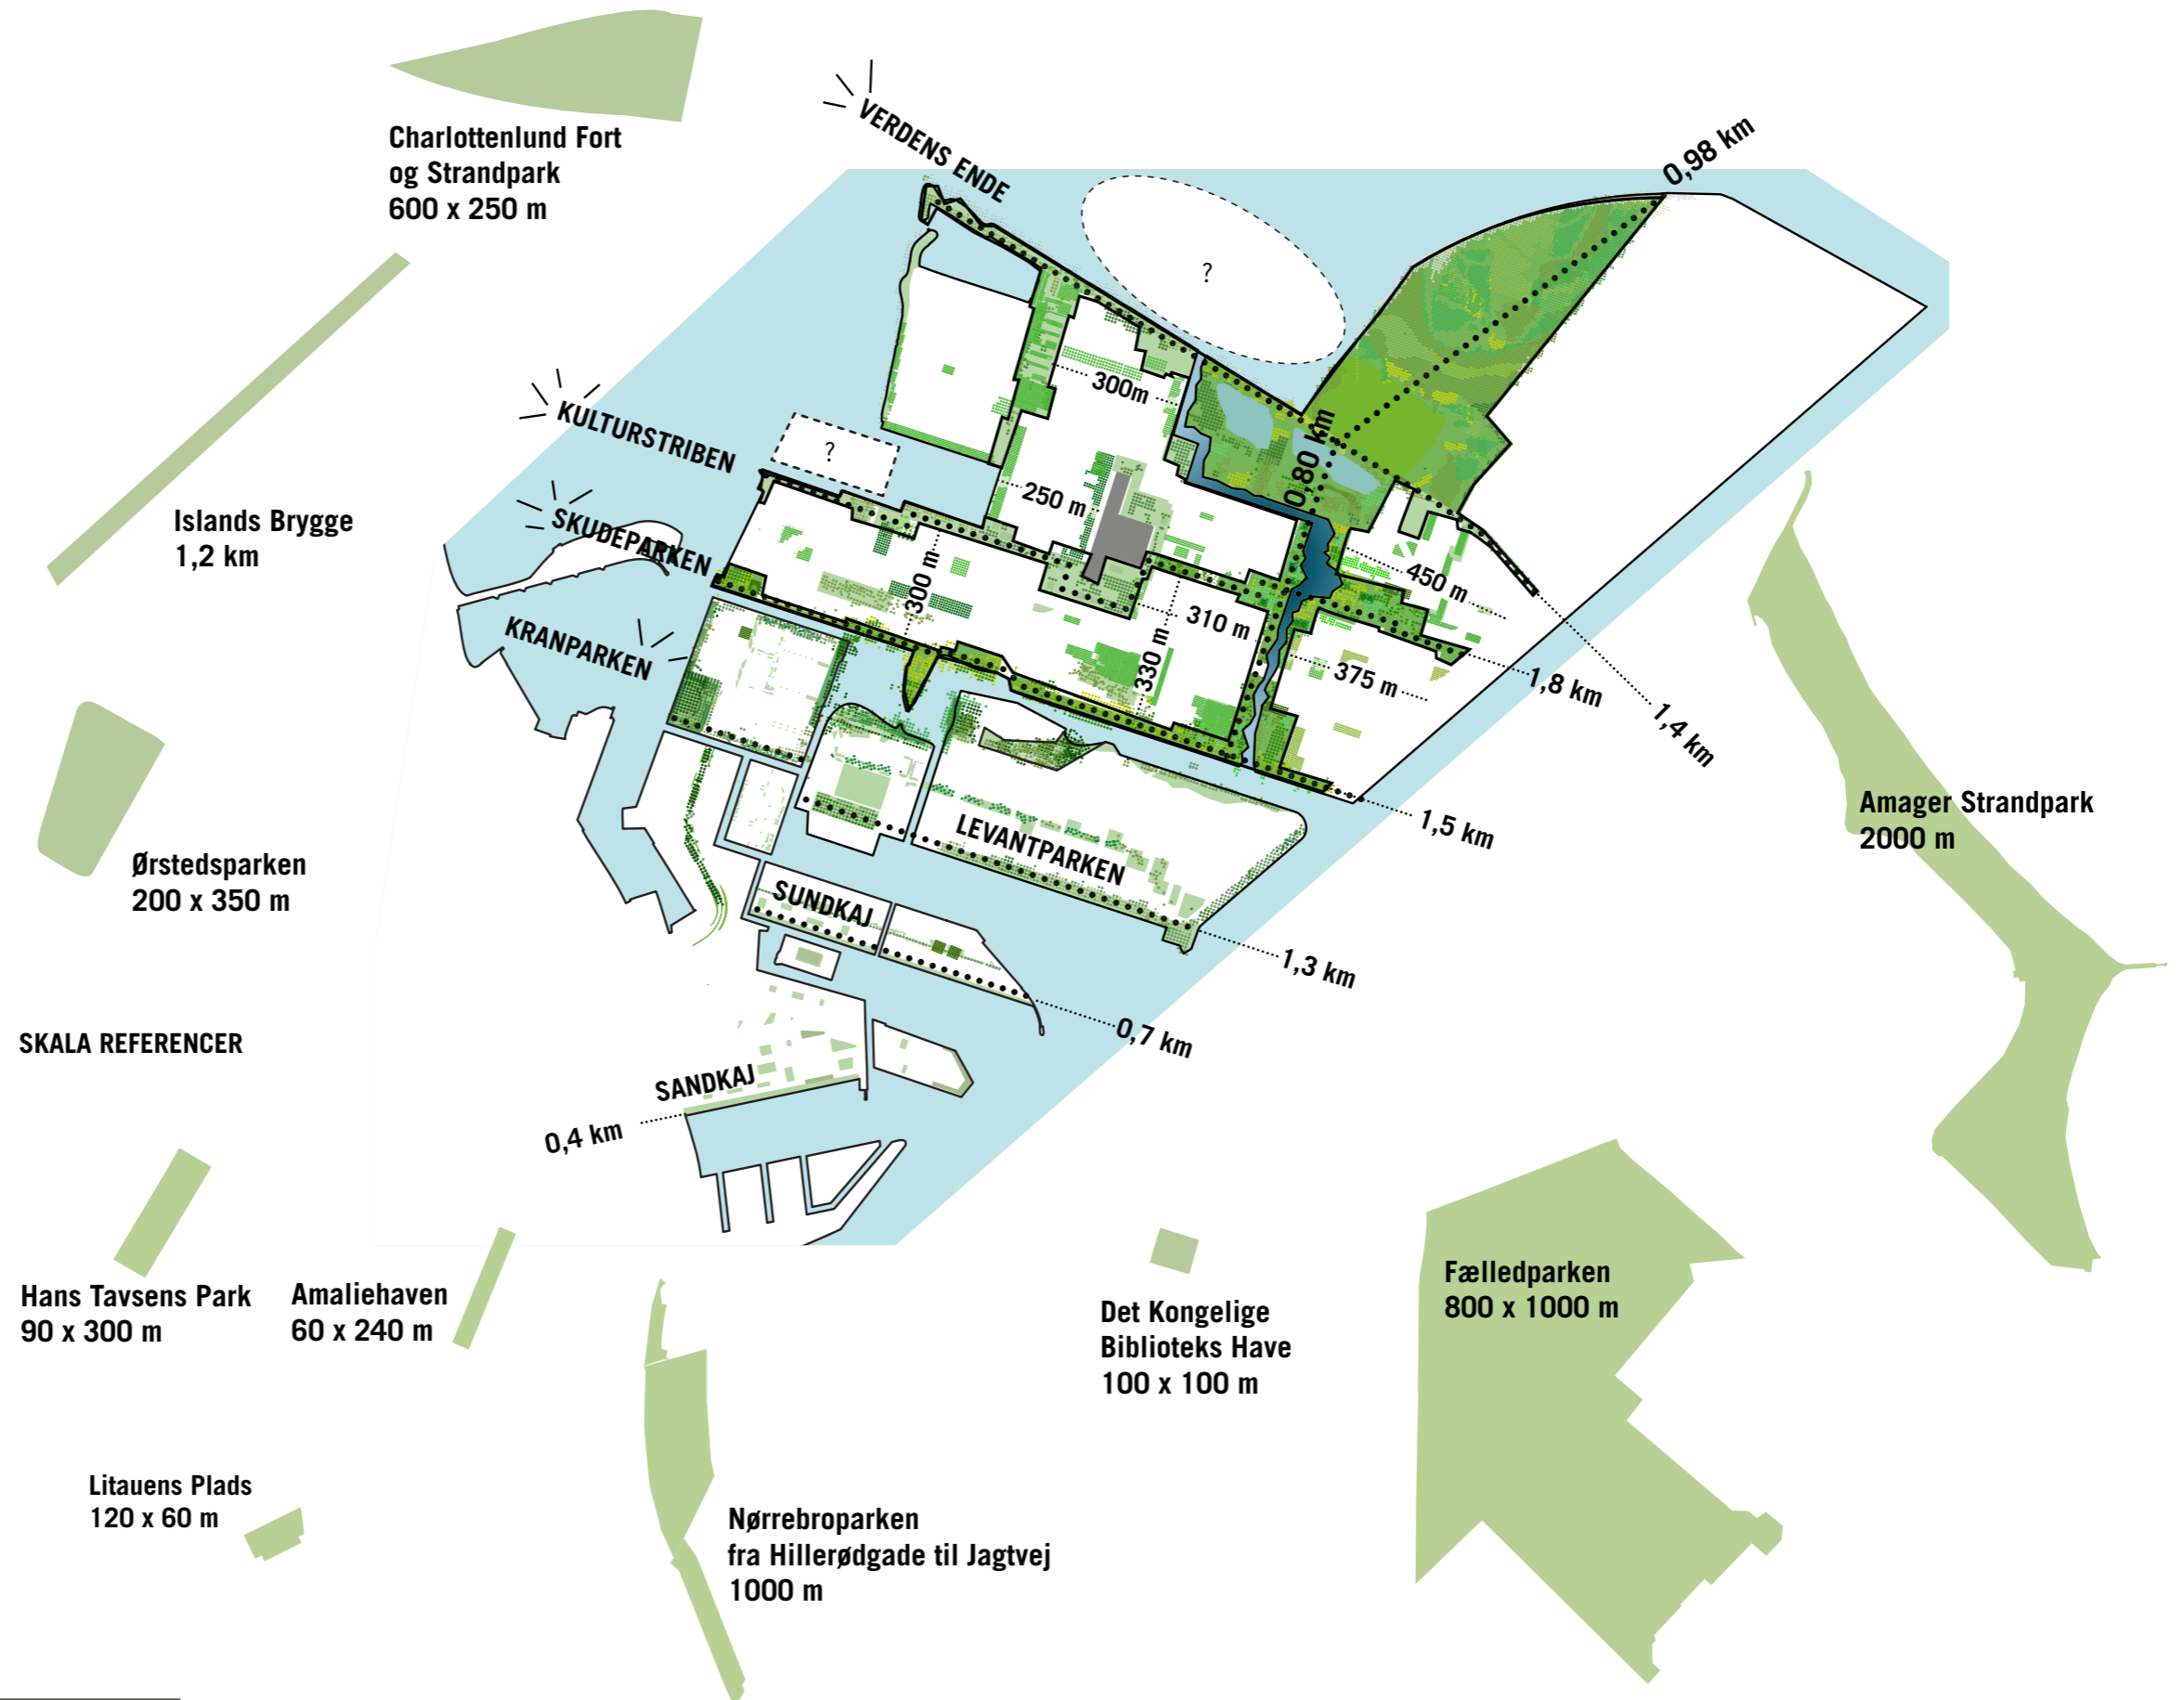 Charlottenlund Fort
og Strandpark
600 x 250 m
VERDENS ENDE
0,98 km
?
300m
KULTURSTRIBEN
?
0,80 km
250 m
Islands Brygge
1,2 km
SKUDEPARKEN
300 m
450 m
310 m
KRANPARKEN
330 m
375 m
1,8 km
1,4 km
Amager Strandpark
2000 m
1,5 km
LEVANTPARKEN
Ørstedsparken
200 x 350 m
SUNDKAJ
1,3 km
0,7 km
SKALA REFERENCER
SANDKAJ
0,4 km
Hans Tavsens Park
90 x 300 m
Amaliehaven
60 x 240 m
Det Kongelige
Biblioteks Have
100 x 100 m
Fælledparken
800 x 1000 m
Litauens Plads
120 x 60 m
Nørrebroparken
fra Hillerødgade til Jagtvej
1000 m